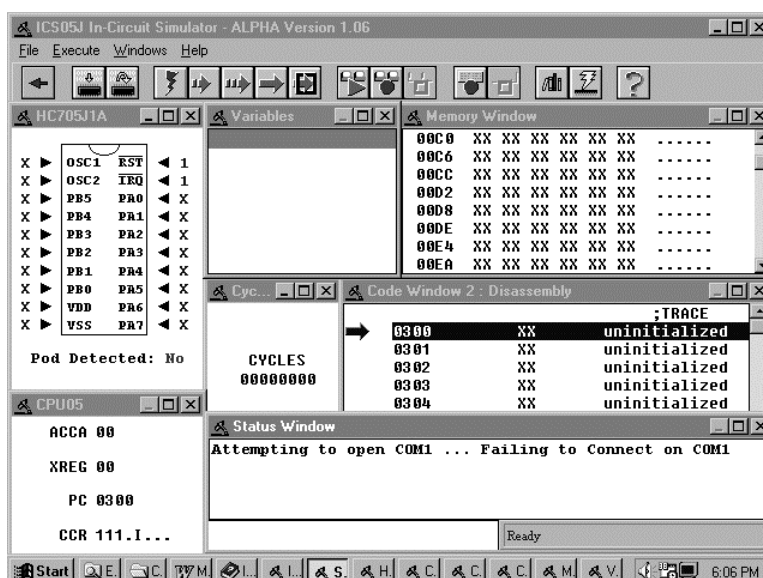 ICS05J In-Circuit Simulator - ALPHA Version 1.06
File Execute Windows Help
HC705J1A
X OSC1 RST 1
X OSC2 IRQ 1
X PB5 PA0 X
X PB4 PA1 X
X PB3 PA2 X
X PB2 PA3 X
X PB1 PA4 X
X PB0 PA5 X
X VDD PA6 X
X VSS PA7 X
Pod Detected: No
Variables
Memory Window
00C0 XX XX XX XX XX XX ......
00C6 XX XX XX XX XX XX ......
00CC XX XX XX XX XX XX ......
00D2 XX XX XX XX XX XX ......
00D8 XX XX XX XX XX XX ......
00DE XX XX XX XX XX XX ......
00E4 XX XX XX XX XX XX ......
00EA XX XX XX XX XX XX ......
Cyc...
CYCLES
00000000
Code Window 2 : Disassembly
;TRACE
0300 XX uninitialized
0301 XX uninitialized
0302 XX uninitialized
0303 XX uninitialized
0304 XX uninitialized
CPU05
ACCA 00
XREG 00
PC 0300
CCR 111.I...
Status Window
Attempting to open COM1 ... Failing to Connect on COM1
Ready
Start E. C. M. I... I... S. H. C. C. C. M. V. 6:06 PM